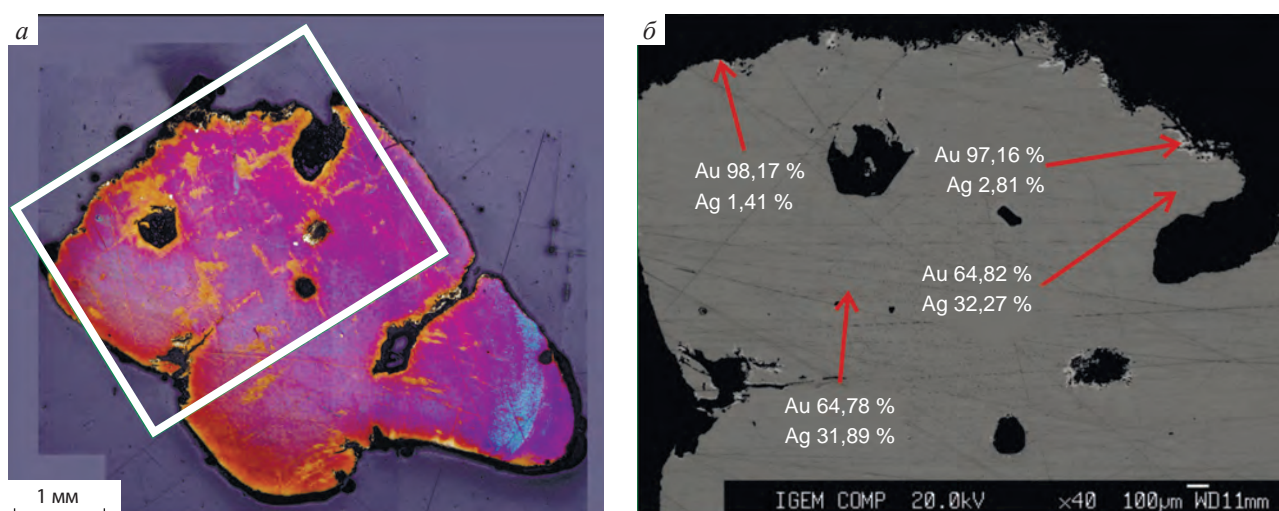 а
1 мм
б
Au 98,17 %
Ag 1,41 %
Au 97,16 %
Ag 2,81 %
Au 64,82 %
Ag 32,27 %
Au 64,78 %
Ag 31,89 %
IGEM COMP 20.0kV ×40 100µm WD11mm